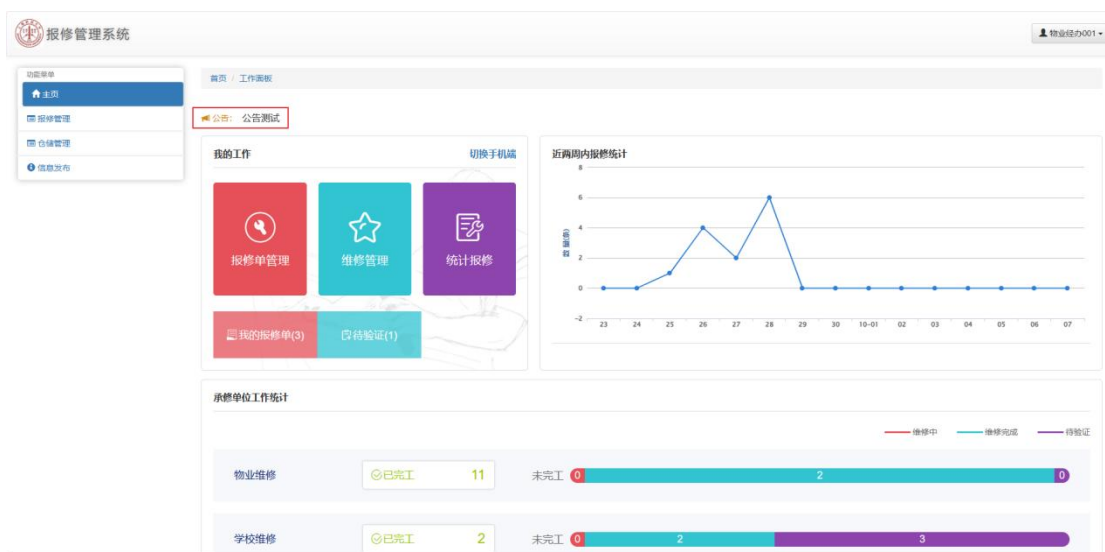 报修管理系统
物业经办001
功能菜单
主页
报修管理
仓储管理
信息发布
首页 / 工作面板
公告: 公告测试
我的工作 切换手机端
报修单管理
维修管理
统计报修
我的报修单(3)
待验证(1)
近两周内报修统计
8
6
4
2
0
-2
23 24 25 26 27 28 29 30 10-01 02 03 04 05 06 07
承修单位工作统计
维修中 维修完成 待验证
物业维修 已完工 11 未完工 0 2 0
学校维修 已完工 2 未完工 0 2 3